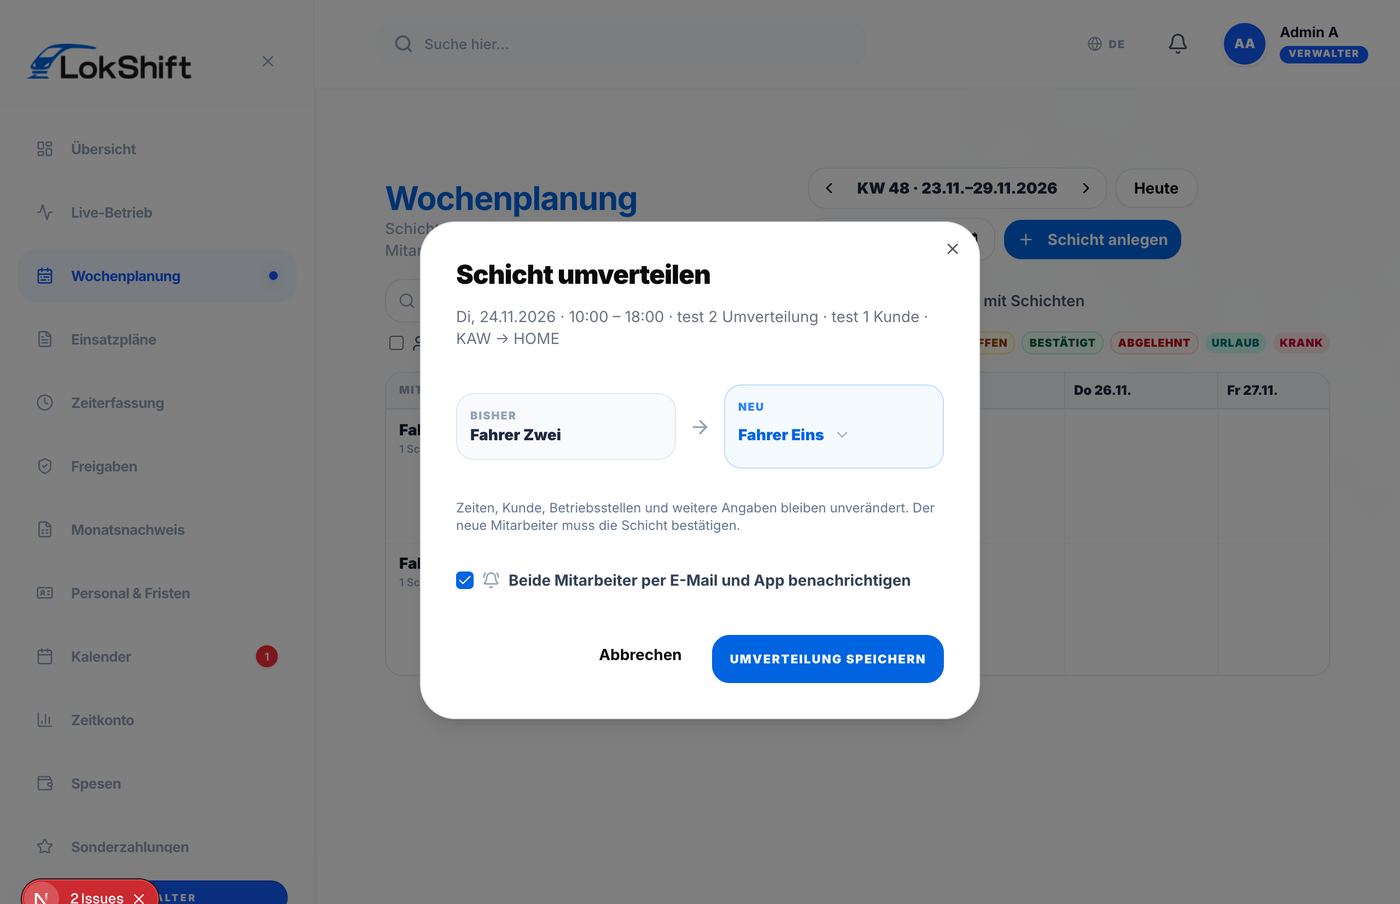 LokShift
Suche hier...
DE
AA
Admin A
VERWALTER
Übersicht
Live-Betrieb
Wochenplanung
Einsatzpläne
Zeiterfassung
Freigaben
Monatsnachweis
Personal & Fristen
Kalender
1
Zeitkonto
Spesen
Sonderzahlungen
2 Issues
Wochenplanung
KW 48 · 23.11.–29.11.2026
Heute
Schicht anlegen
mit Schichten
BESTÄTIGT
ABGELEHNT
URLAUB
KRANK
Do 26.11.
Fr 27.11.
Schicht umverteilen
Di, 24.11.2026 · 10:00 – 18:00 · test 2 Umverteilung · test 1 Kunde ·
KAW → HOME
BISHER
Fahrer Zwei
NEU
Fahrer Eins
Zeiten, Kunde, Betriebsstellen und weitere Angaben bleiben unverändert. Der
neue Mitarbeiter muss die Schicht bestätigen.
Beide Mitarbeiter per E-Mail und App benachrichtigen
Abbrechen
UMVERTEILUNG SPEICHERN